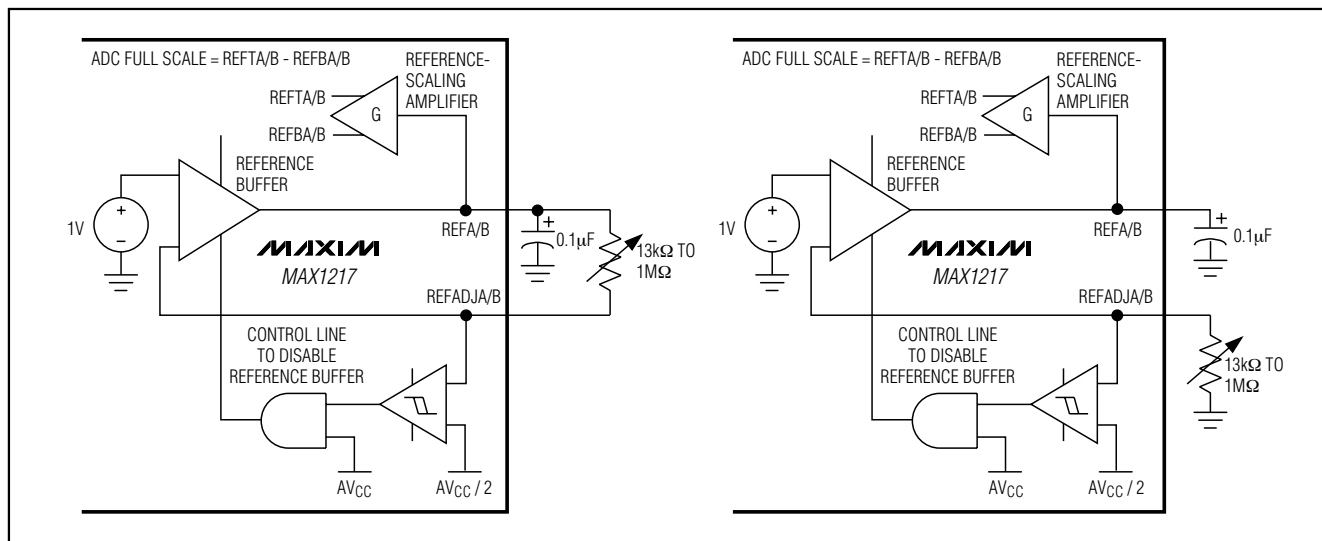 ADC FULL SCALE = REFTA/B - REFBA/B
REFERENCE-
SCALING
AMPLIFIER
REFTA/B
G
REFBA/B
REFERENCE
BUFFER
+
1V
−
REFA/B
+
0.1µF
13kΩ TO
1MΩ
MAXIM
MAX1217
REFADJA/B
CONTROL LINE
TO DISABLE
REFERENCE BUFFER
AVCC
AVCC / 2
ADC FULL SCALE = REFTA/B - REFBA/B
REFERENCE-
SCALING
AMPLIFIER
REFTA/B
G
REFBA/B
REFERENCE
BUFFER
+
1V
−
REFA/B
+
0.1µF
MAXIM
MAX1217
REFADJA/B
13kΩ TO
1MΩ
CONTROL LINE
TO DISABLE
REFERENCE BUFFER
AVCC
AVCC / 2